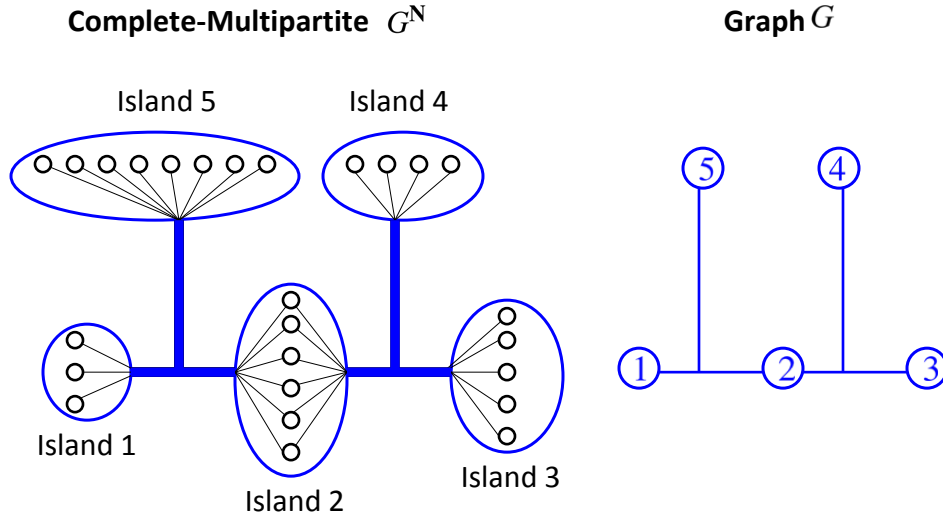 Complete-Multipartite G^N
Graph G
Island 5
Island 4
5
4
1
2
3
Island 1
Island 2
Island 3